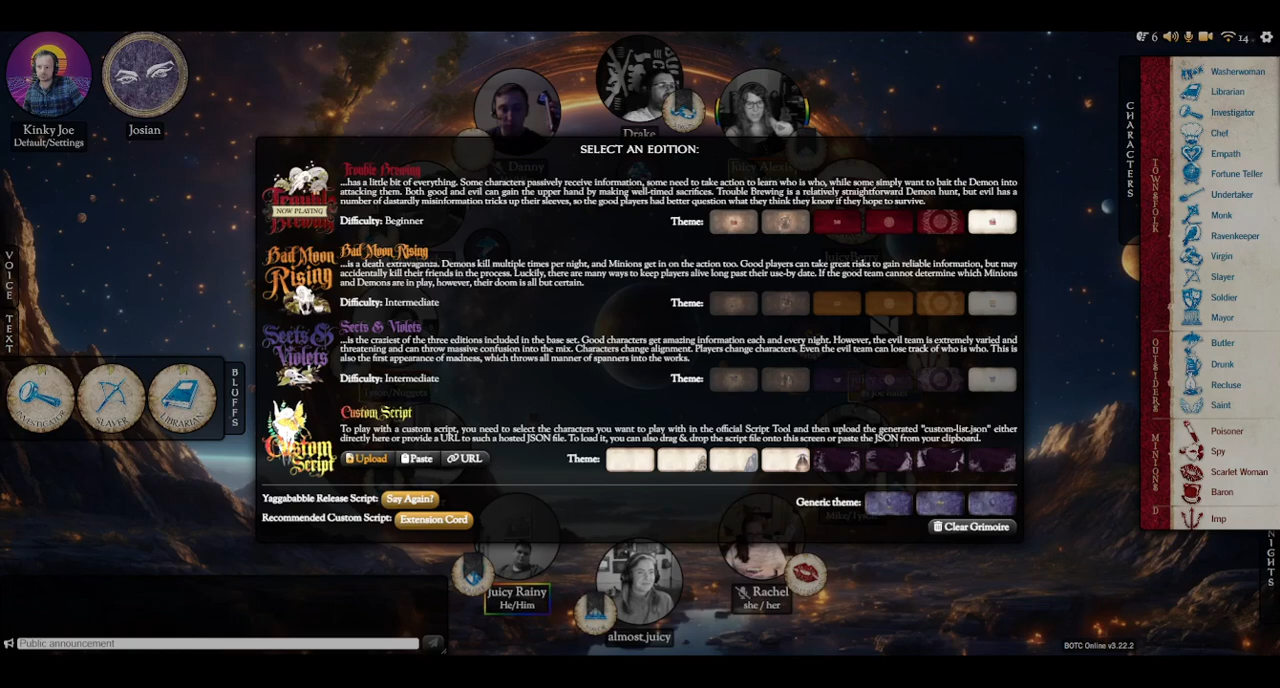 6
14
Kinky Joe
Default/Settings
Josian
Drake
Danny
Juicy Alexis
SELECT AN EDITION:
Trouble Brewing
NOW PLAYING
Trouble Brewing
...has a little bit of everything. Some characters passively receive information, some need to take action to learn who is who, while some simply want to bait the Demon into
attacking them. Both good and evil can gain the upper hand by making well-timed sacrifices. Trouble Brewing is a relatively straightforward Demon hunt, but evil has a
number of dastardly misinformation tricks up their sleeves, so the good players had better question what they think they know if they hope to survive.
Difficulty: Beginner
Theme:
Bad Moon Rising
Bad Moon Rising
...is a death extravaganza. Demons kill multiple times per night, and Minions get in on the action too. Good players can take great risks to gain reliable information, but may
accidentally kill their friends in the process. Luckily, there are many ways to keep players alive long past their use-by date. If the good team cannot determine which Minions
and Demons are in play, however, their doom is all but certain.
Difficulty: Intermediate
Theme:
Sects & Violets
Sects & Violets
...is the craziest of the three editions included in the base set. Good characters get amazing information each and every night. However, the evil team is extremely varied and
threatening and can throw massive confusion into the mix. Characters change alignment. Players change characters. Even the evil team can lose track of who is who. This is
also the first appearance of madness, which throws all manner of spanners into the works.
Difficulty: Intermediate
Theme:
Custom Script
Custom Script
To play with a custom script, you need to select the characters you want to play with in the official Script Tool and then upload the generated "custom-list.json" either
directly here or provide a URL to such a hosted JSON file. To load it, you can also drag & drop the script file onto this screen or paste the JSON from your clipboard.
Upload
Paste
URL
Theme:
Yaggababble Release Script: Say Again?
Generic theme:
Recommended Custom Script: Extension Cord
Clear Grimoire
VOICE
TEXT
INVESTIGATOR
SLAYER
LIBRARIAN
BLUFFS
CHARACTERS
TOWNSFOLK
Washerwoman
Librarian
Investigator
Chef
Empath
Fortune Teller
Undertaker
Monk
Ravenkeeper
Virgin
Slayer
Soldier
Mayor
OUTSIDERS
Butler
Drunk
Recluse
Saint
MINIONS
Poisoner
Spy
Scarlet Woman
Baron
D
Imp
NIGHTS
Juicy Rainy
He/Him
almost juicy
Rachel
she / her
Public announcement
BOTC Online v3.22.2